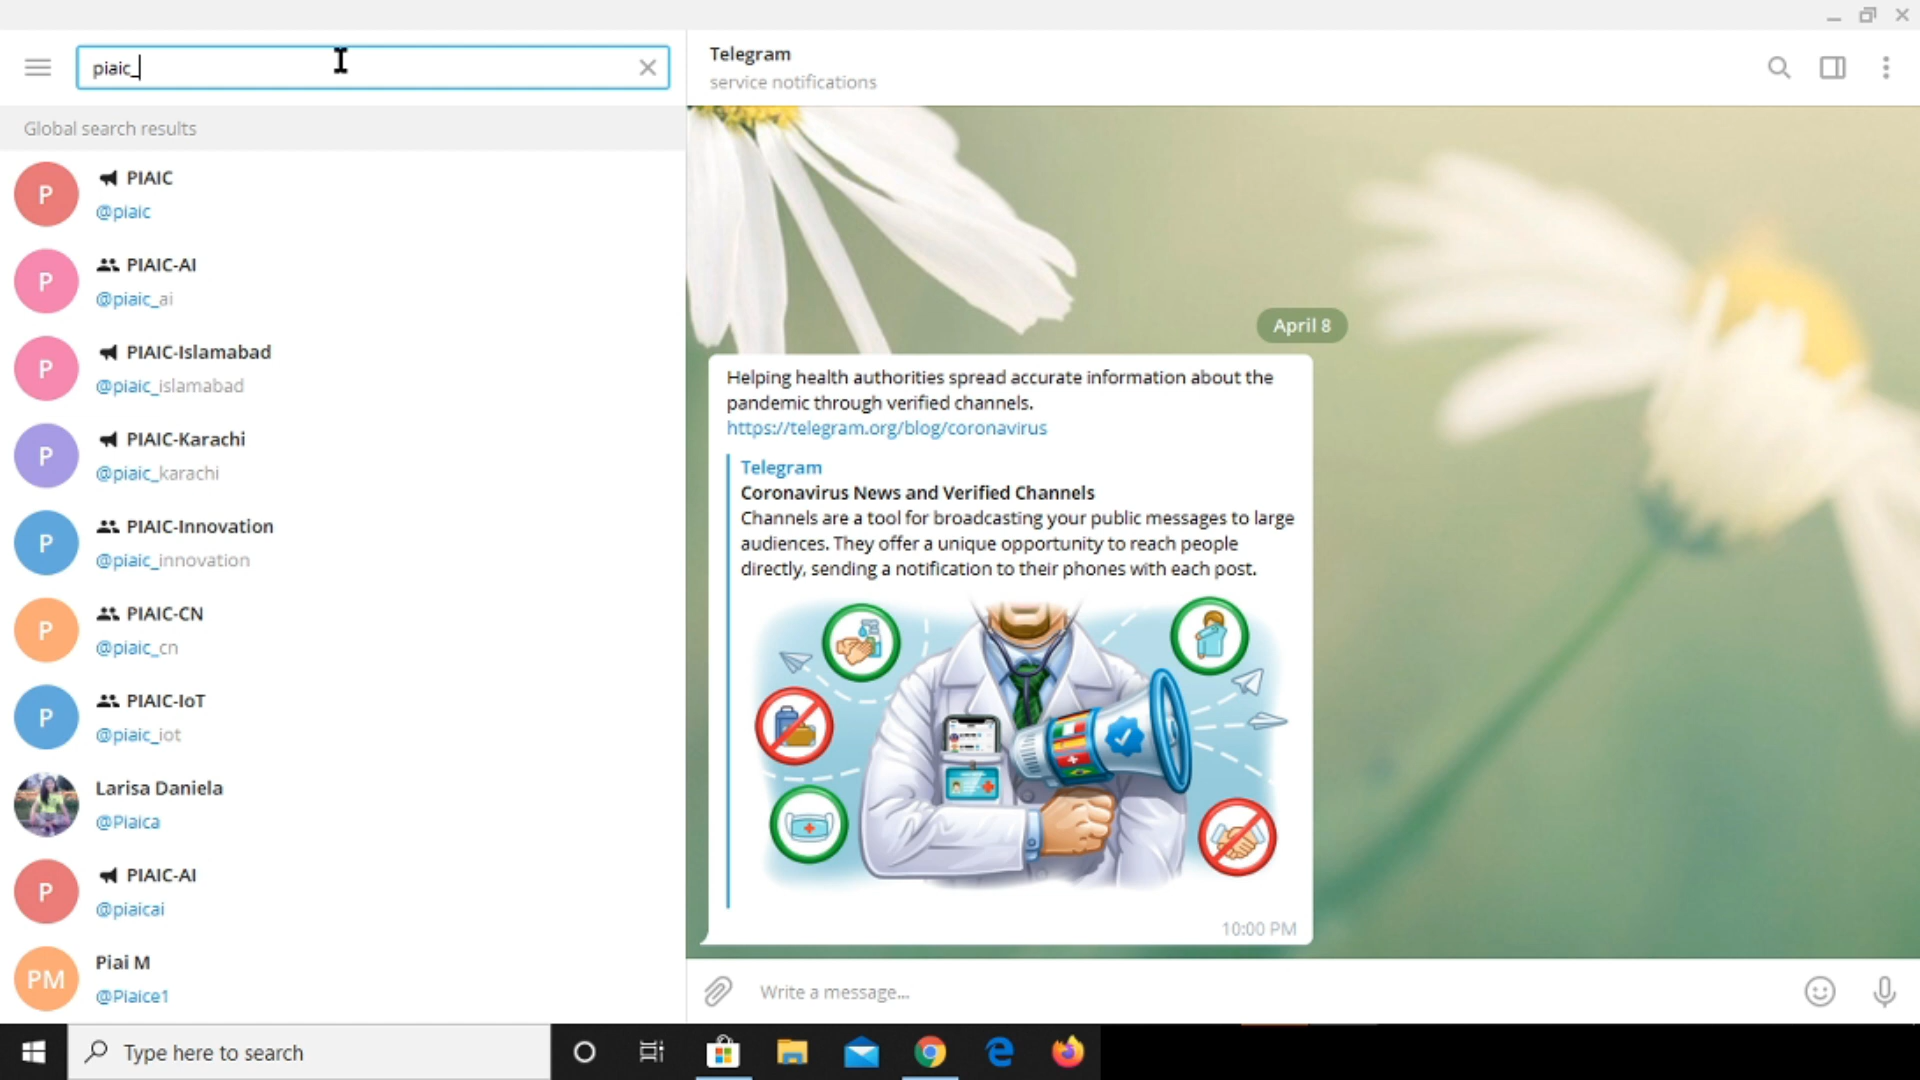 piaic_
Global search results
P
PIAIC
@piaic
P
PIAIC-AI
@piaic_ai
P
PIAIC-Islamabad
@piaic_islamabad
P
PIAIC-Karachi
@piaic_karachi
P
PIAIC-Innovation
@piaic_innovation
P
PIAIC-CN
@piaic_cn
P
PIAIC-IoT
@piaic_iot
Larisa Daniela
@Piaica
P
PIAIC-AI
@piaicai
PM
Piai M
@Piaice1
Telegram
service notifications
April 8
Helping health authorities spread accurate information about the
pandemic through verified channels.
https://telegram.org/blog/coronavirus
Telegram
Coronavirus News and Verified Channels
Channels are a tool for broadcasting your public messages to large
audiences. They offer a unique opportunity to reach people
directly, sending a notification to their phones with each post.
10:00 PM
Write a message...
Type here to search